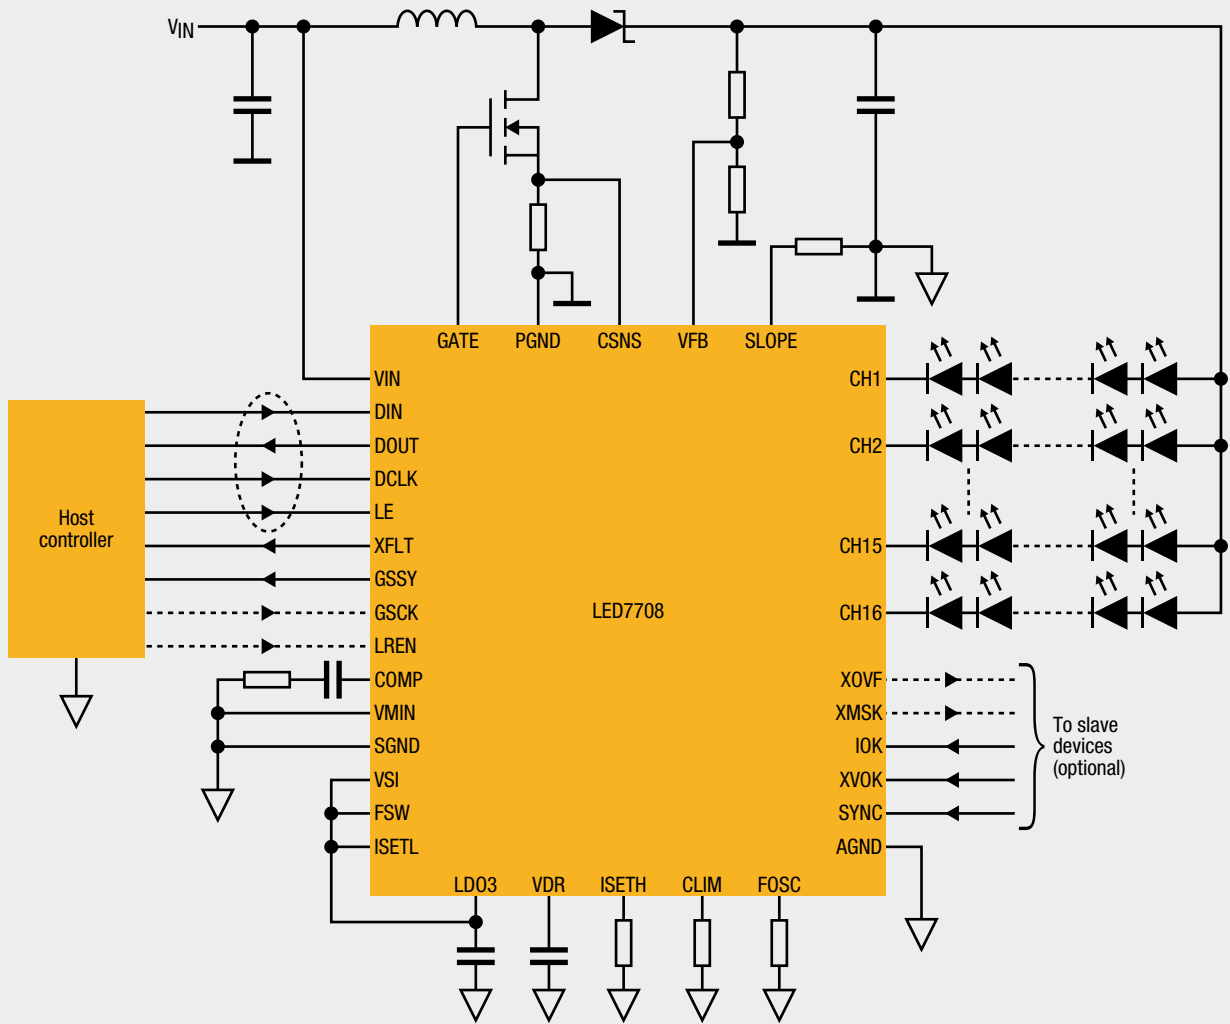 VIN
GATE
PGND
CSNS
VFB
SLOPE
VIN
DIN
DOUT
DCLK
LE
XFLT
GSSY
GSCK
LREN
COMP
VMIN
SGND
VSI
FSW
ISETL
Host
controller
LED7708
CH1
CH2
CH15
CH16
XOVF
XMSK
IOK
XVOK
SYNC
AGND
To slave
devices
(optional)
LDO3
VDR
ISETH
CLIM
FOSC